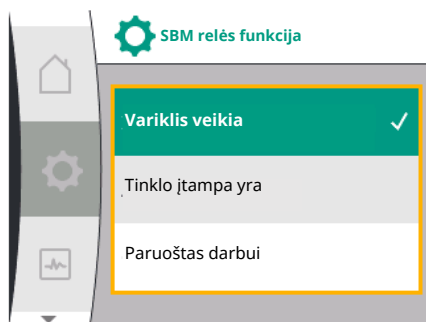 SBM relės funkcija
Variklis veikia
Tinklo įtampa yra
Paruoštas darbui